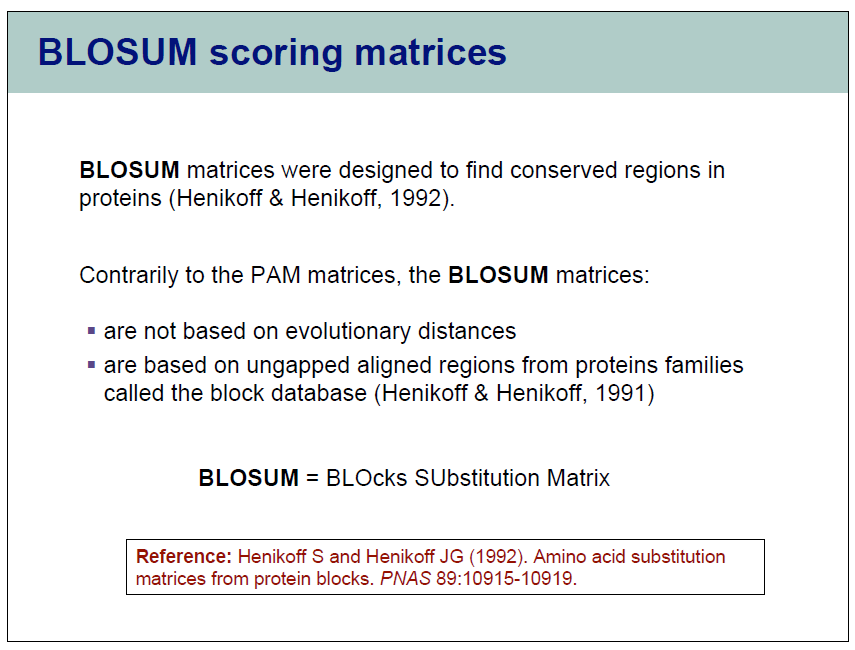 BLOSUM scoring matrices
BLOSUM matrices were designed to find conserved regions in
proteins (Henikoff & Henikoff, 1992).
Contrarily to the PAM matrices, the BLOSUM matrices:
▪ are not based on evolutionary distances
▪ are based on ungapped aligned regions from proteins families
called the block database (Henikoff & Henikoff, 1991)
BLOSUM = BLOcks SUbstitution Matrix
Reference: Henikoff S and Henikoff JG (1992). Amino acid substitution
matrices from protein blocks. PNAS 89:10915-10919.